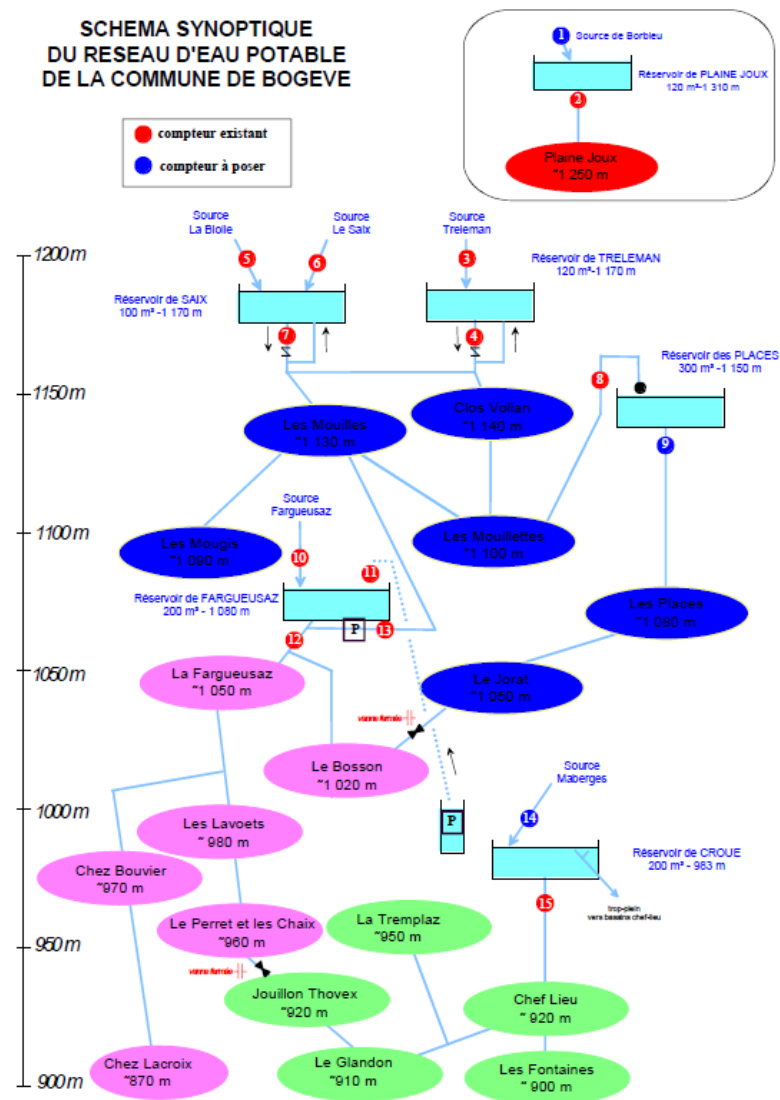 SCHEMA SYNOPTIQUE
DU RESEAU D'EAU POTABLE
DE LA COMMUNE DE BOGEVE
compteur existant
compteur à poser
1
Source de Borbieu
Réservoir de PLAINE JOUX
120 m³-1 310 m
2
Plaine Joux
~1 250 m
1200m
1150m
1100m
1050m
1000m
950m
900m
Source
La Biolle
Source
Le Saix
Source
Treleman
5
6
3
Réservoir de SAIX
100 m³ -1 170 m
Réservoir de TRELEMAN
120 m³-1 170 m
7
4
Réservoir des PLACES
300 m³ -1 150 m
8
9
Les Mouilles
~1 130 m
Clos Vollan
~1 140 m
Source
Fargueusaz
Les Mougis
~1 090 m
Les Mouillettes
~1 100 m
10
11
Réservoir de FARGUEUSAZ
200 m³ - 1 080 m
P
12
13
Les Places
~1 080 m
La Fargueusaz
~1 050 m
Le Jorat
~1 050 m
vanne fermée
Le Bosson
~1 020 m
P
Source
Maberges
14
Réservoir de CROUE
200 m³ - 983 m
trop-plein
vers bassins chef-lieu
15
Les Lavoets
~ 980 m
Chez Bouvier
~970 m
Le Perret et les Chaix
~960 m
La Tremplaz
~950 m
vanne fermée
Jouillon Thovex
~920 m
Chef Lieu
~ 920 m
Chez Lacroix
~870 m
Le Glandon
~910 m
Les Fontaines
~ 900 m